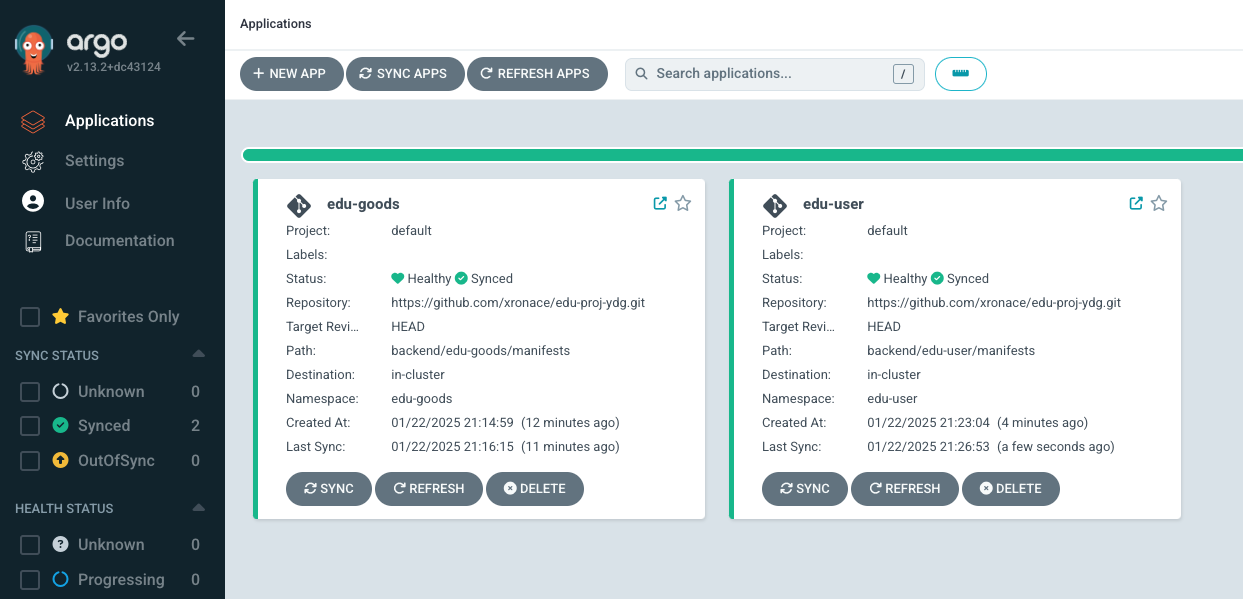 argo
v2.13.2+dc43124
Applications
Settings
User Info
Documentation
Favorites Only
SYNC STATUS
Unknown 0
Synced 2
OutOfSync 0
HEALTH STATUS
Unknown 0
Progressing 0
Applications
NEW APP SYNC APPS REFRESH APPS Search applications... /
edu-goods
Project: default
Labels:
Status: Healthy Synced
Repository: https://github.com/xronace/edu-proj-ydg.git
Target Revi... HEAD
Path: backend/edu-goods/manifests
Destination: in-cluster
Namespace: edu-goods
Created At: 01/22/2025 21:14:59 (12 minutes ago)
Last Sync: 01/22/2025 21:16:15 (11 minutes ago)
SYNC REFRESH DELETE
edu-user
Project: default
Labels:
Status: Healthy Synced
Repository: https://github.com/xronace/edu-proj-ydg.git
Target Revi... HEAD
Path: backend/edu-user/manifests
Destination: in-cluster
Namespace: edu-user
Created At: 01/22/2025 21:23:04 (4 minutes ago)
Last Sync: 01/22/2025 21:26:53 (a few seconds ago)
SYNC REFRESH DELETE